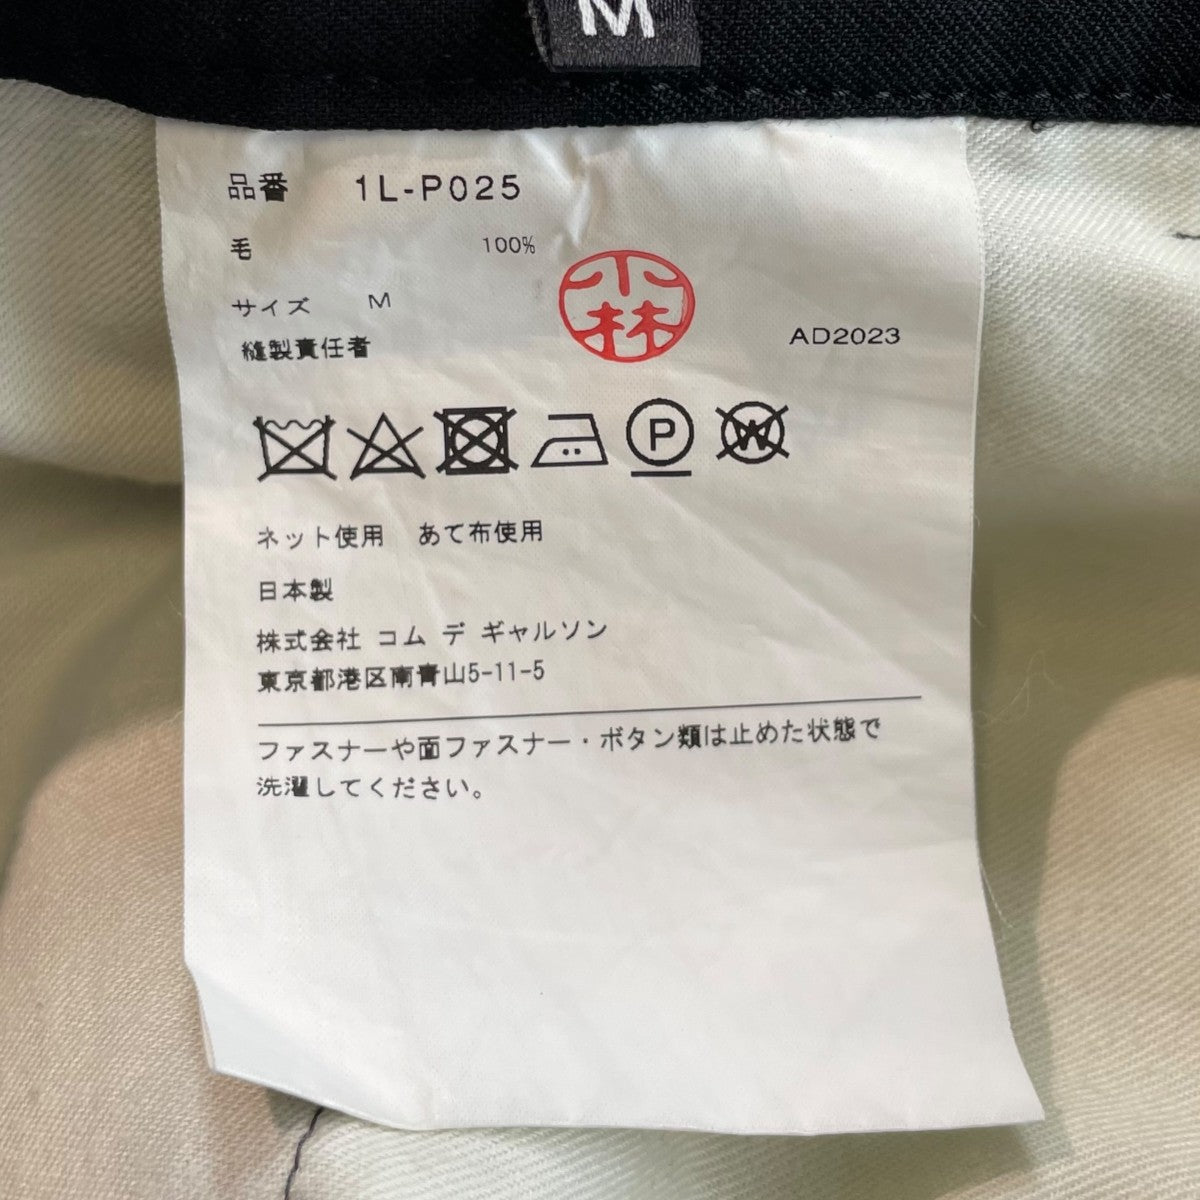 M
品番 1L-P025
毛 100%
サイズ M
縫製責任者 小林 AD2023
P W
ネット使用 あて布使用
日本製
株式会社 コム デ ギャルソン
東京都港区南青山5-11-5
ファスナーや面ファスナー・ボタン類は止めた状態で
洗濯してください。